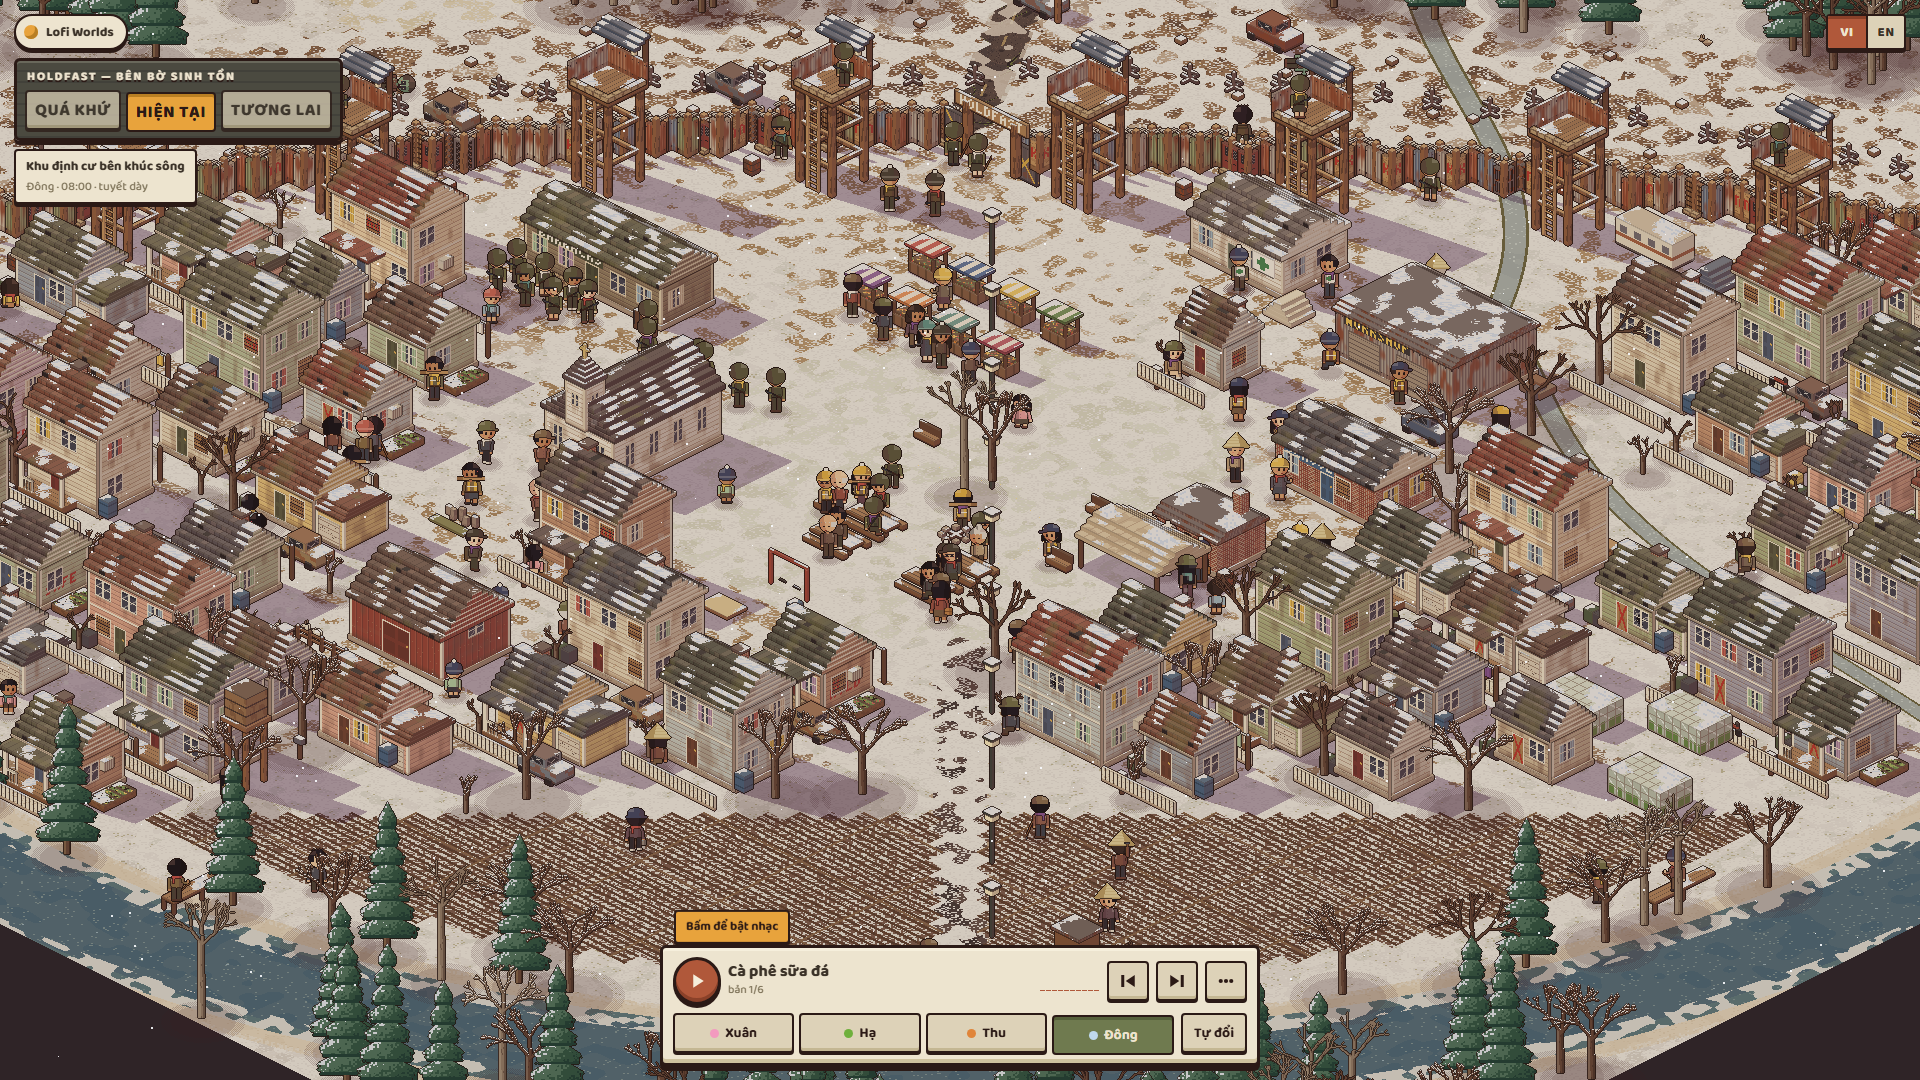 Lofi Worlds
VI
EN
HOLDFAST — BÊN BỜ SINH TỒN
QUÁ KHỨ
HIỆN TẠI
TƯƠNG LAI
Khu định cư bên khúc sông
Đông · 08:00 · tuyết dày
HOLDFAST
Bấm để bật nhạc
Cà phê sữa đá
bản 1/6
Xuân
Hạ
Thu
Đông
Tự đổi